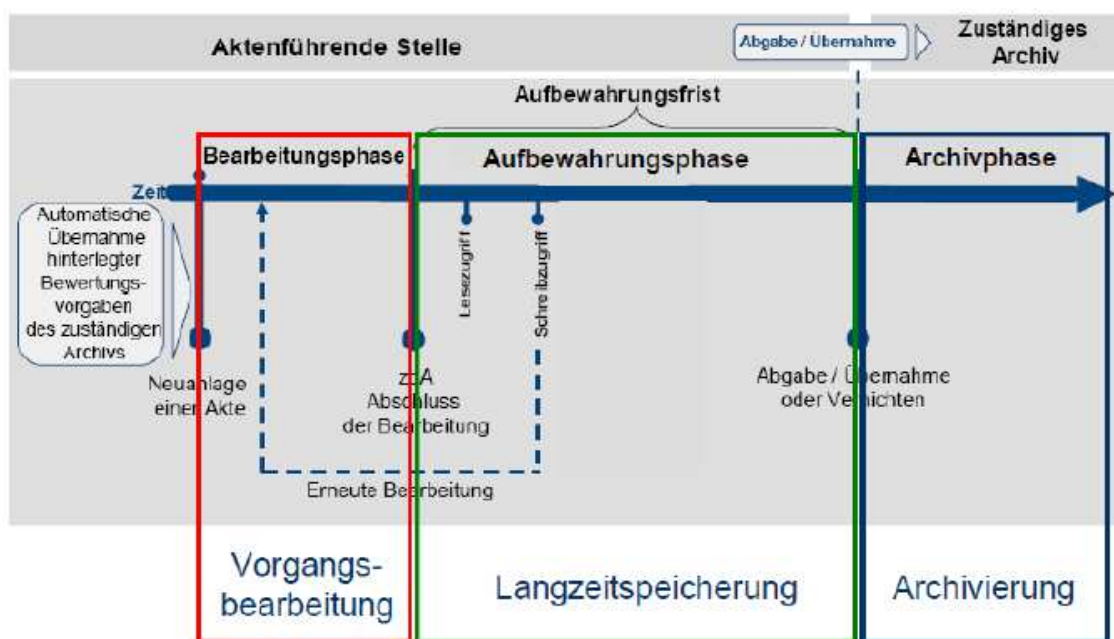 Aktenführende Stelle
Abgabe / Übernahme
Zuständiges
Archiv
Aufbewahrungsfrist
Bearbeitungsphase
Aufbewahrungsphase
Archivphase
Zeit
Automatische
Übernahme
hinterlegter
Bewertungs-
vorgaben
des zuständigen
Archivs
Lesezugriff
Schreibzugriff
Neuanlage
einer Akte
zdA
Abschluss
der Bearbeitung
Abgabe / Übernahme
oder Vernichten
Erneute Bearbeitung
Vorgangs-
bearbeitung
Langzeitspeicherung
Archivierung